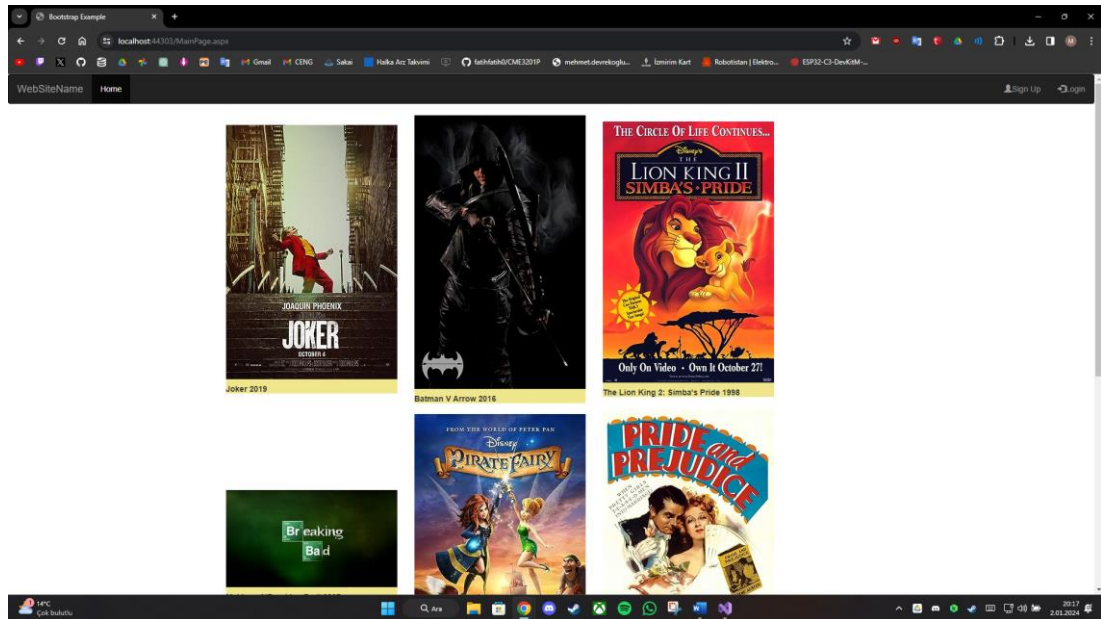 Bootstrap Example
localhost:44303/MainPage.aspx
Gmail
CENG
Sakai
Halka Arz Takvimi
fatihfatih0/CME3201P
mehmet.devrekoglu...
İzmirim Kart
Robotistan | Elektro...
ESP32-C3-DevKitM-...
WebSiteName
Home
Sign Up
Login
JOAQUIN PHOENIX
JOKER
OCTOBER 4
Joker 2019
Batman V Arrow 2016
THE CIRCLE OF LIFE CONTINUES...
Disney's
THE
LION KING II
SIMBA'S PRIDE
Only On Video • Own It October 27!
The Lion King 2: Simba's Pride 1998
Breaking
Bad
FROM THE WORLD OF PETER PAN
Disney
PIRATE FAIRY
PRIDE and
PREJUDICE
14°C
Çok bulutlu
Ara
20:17
2.01.2024